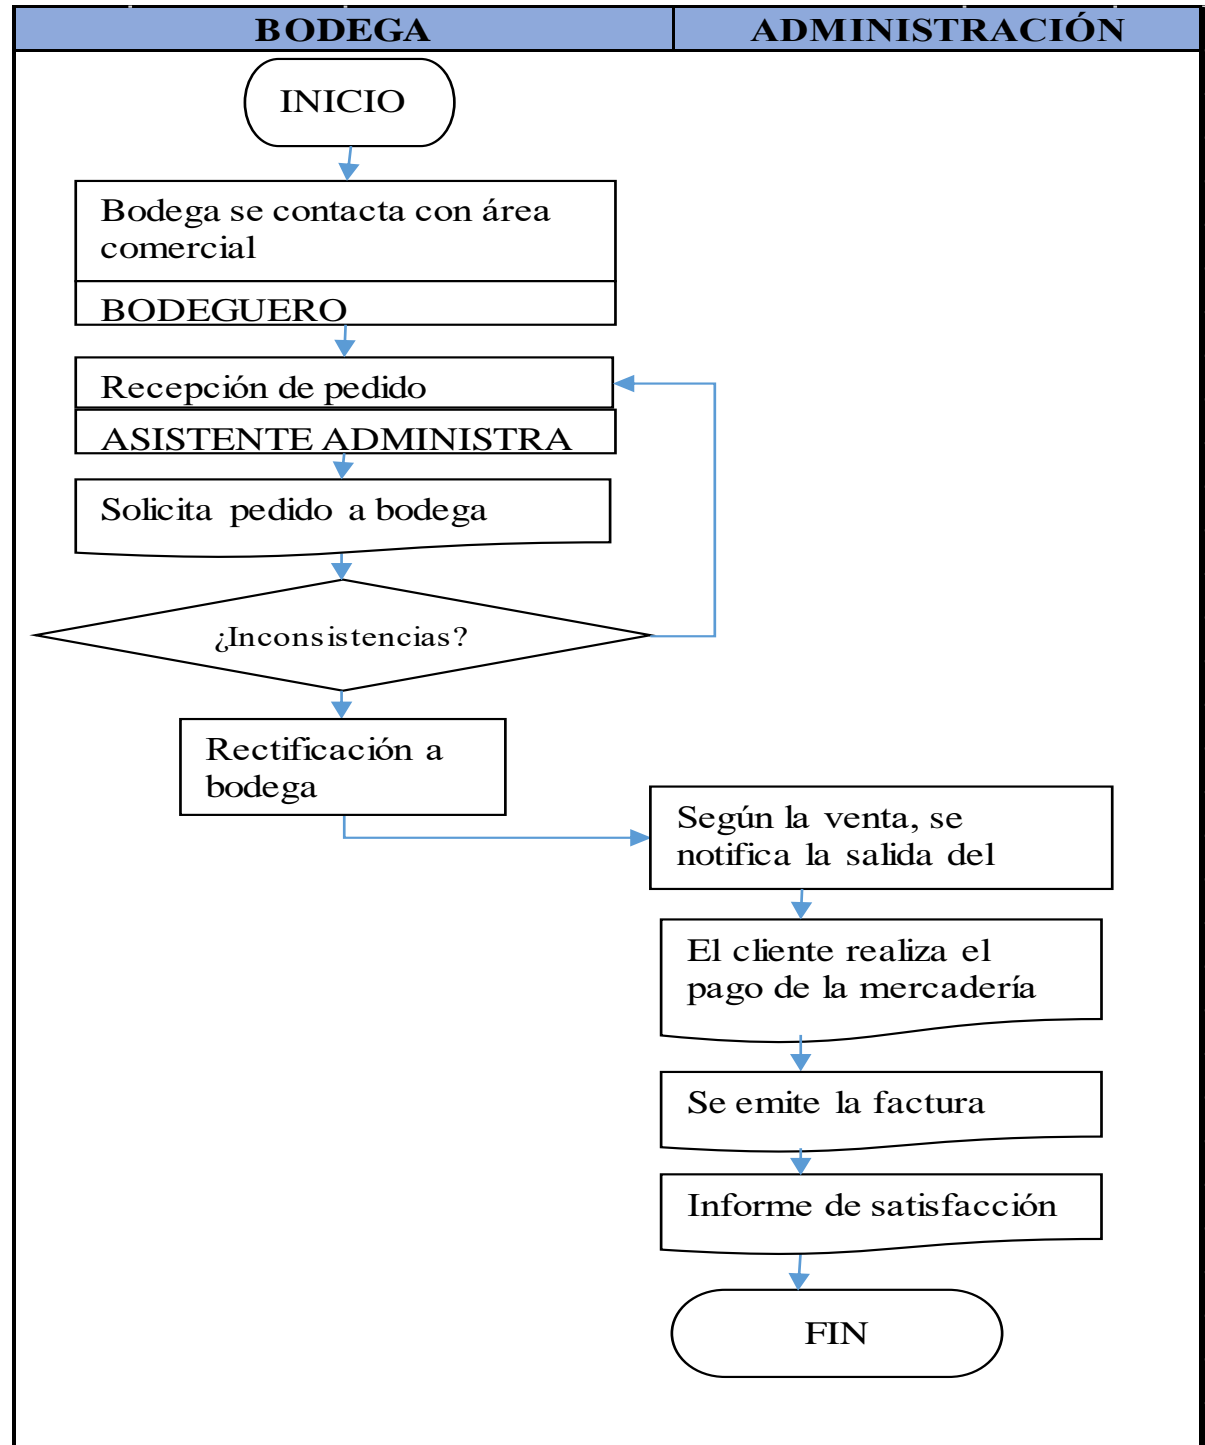 BODEGA
ADMINISTRACIÓN
INICIO
Bodega se contacta con área
comercial
BODEGUERO
Recepción de pedido
ASISTENTE ADMINISTRA
Solicita pedido a bodega
¿Inconsistencias?
Rectificación a
bodega
Según la venta, se
notifica la salida del
El cliente realiza el
pago de la mercadería
Se emite la factura
Informe de satisfacción
FIN